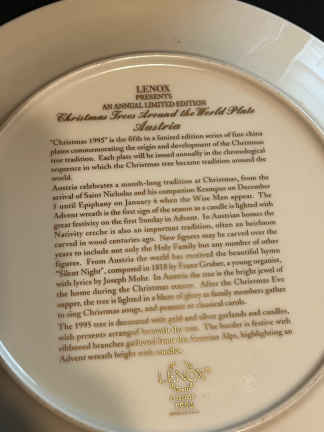 LENOX
PRESENTS
AN ANNUAL LIMITED EDITION
Christmas Trees Around the World Plate
Austria
"Christmas 1995" is the fifth in a limited edition series of fine china
plates commemorating the origin and development of the Christmas
tree tradition. Each plate will be issued annually in the chronological
sequence in which the Christmas tree became tradition around the
world.
Austria celebrates a month-long tradition at Christmas, from the
arrival of Saint Nicholas and his companion Krampus on December
5 until Epiphany on January 6 when the Wise Men appear. The
Advent wreath is the first sign of the season as a candle is lighted with
great festivity on the first Sunday in Advent. In Austrian homes the
Nativity creche is also an important tradition, often an heirloom
carved in wood centuries ago. New figures may be carved over the
years to include not only the Holy Family but any number of other
figures. From Austria the world has received the beautiful hymn
"Silent Night", composed in 1818 by Franz Gruber, a young organist,
with lyrics by Joseph Mohr. In Austria the tree is the bright jewel of
the home during the Christmas season. After the Christmas Eve
supper, the tree is lighted in a blaze of glory as family members gather
to sing Christmas songs, and peasant or classical carols.
The 1995 tree is decorated with gold and silver garlands and candles,
with presents arranged beneath the tree. The border is festive with
ribboned branches gathered from the Austrian Alps, highlighting an
Advent wreath bright with candles.
LENOX